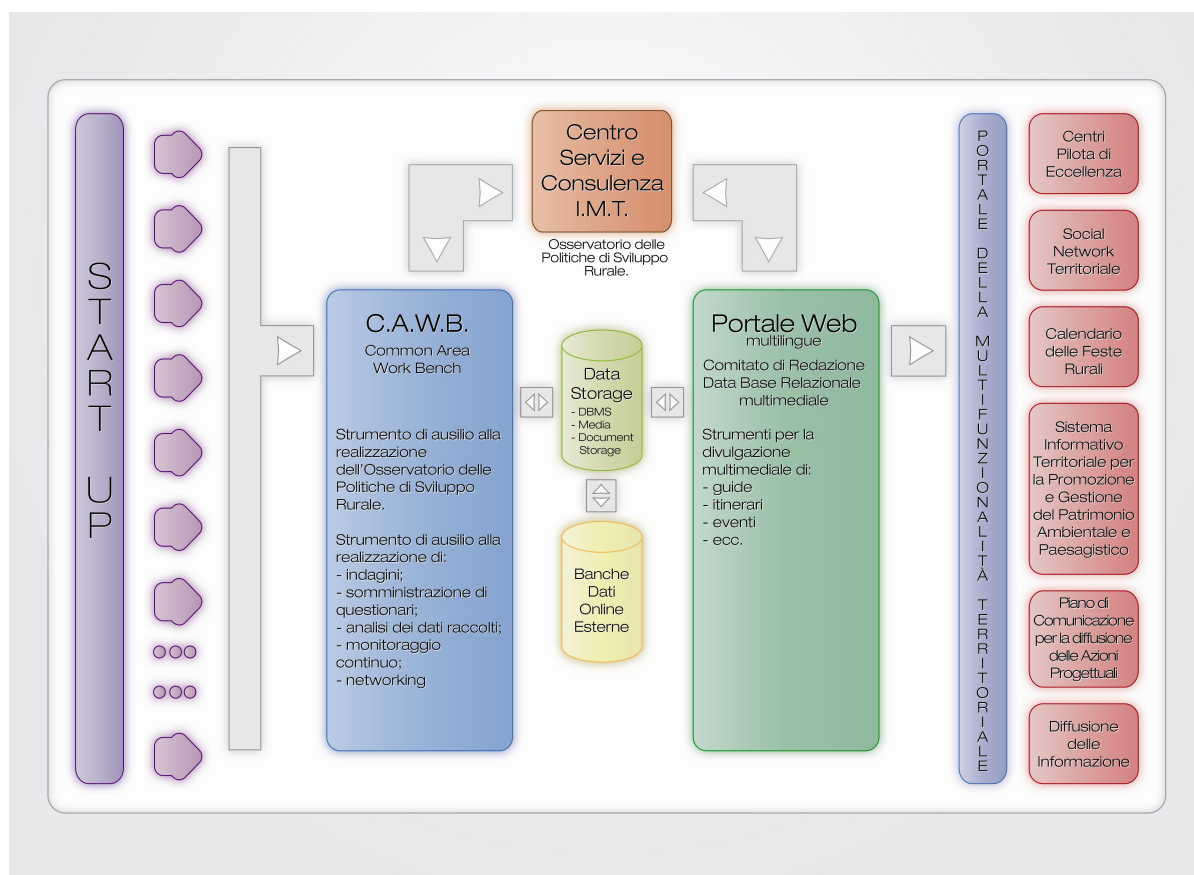 START UP
Centro
Servizi e
Consulenza
I.M.T.
Osservatorio delle
Politiche di Sviluppo
Rurale.
C.A.W.B.
Common Area
Work Bench
Strumento di ausilio alla
realizzazione
dell'Osservatorio delle
Politiche di Sviluppo
Rurale.
Strumento di ausilio alla
realizzazione di:
- indagini;
- somministrazione di
questionari;
- analisi dei dati raccolti;
- monitoraggio
continuo;
- networking
Data
Storage
- DBMS
- Media
- Document
Storage
Banche
Dati
Online
Esterne
Portale Web
multilingue
Comitato di Redazione
Data Base Relazionale
multimediale
Strumenti per la
divulgazione
multimediale di:
- guide
- itinerari
- eventi
- ecc.
PORTALE DELLA MULTIFUNZIONALITÀ TERRITORIALE
Centri
Pilota di
Eccellenza
Social
Network
Territoriale
Calendario
delle Feste
Rurali
Sistema
Informativo
Territoriale per
la Promozione
e Gestione
del Patrimonio
Ambientale e
Paesagistico
Piano di
Comunicazione
per la diffusione
delle Azioni
Progettuali
Diffusione
delle
Informazione